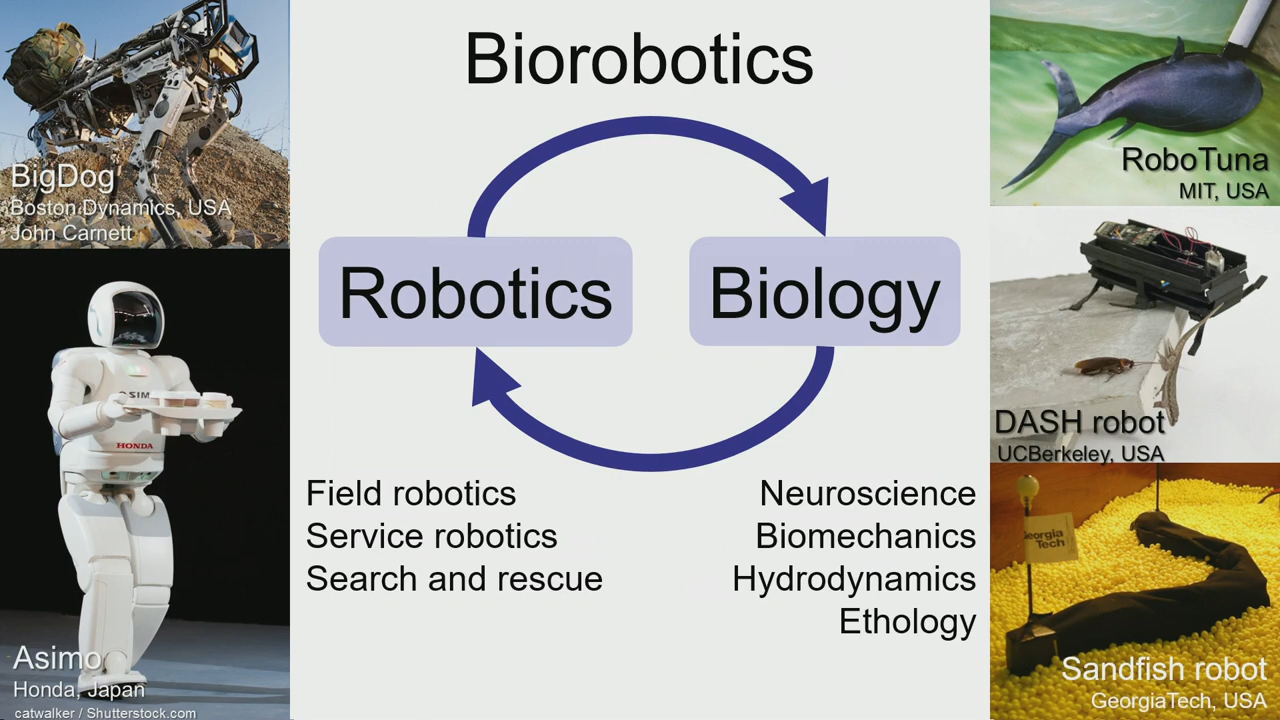 Biorobotics
Robotics
Biology
Field robotics
Service robotics
Search and rescue
Neuroscience
Biomechanics
Hydrodynamics
Ethology
BigDog
Boston Dynamics, USA
John Carnett
ASIM
HONDA
Asimo
Honda, Japan
catwalker / Shutterstock.com
RoboTuna
MIT, USA
DASH robot
UCBerkeley, USA
Georgia
Tech
Sandfish robot
GeorgiaTech, USA